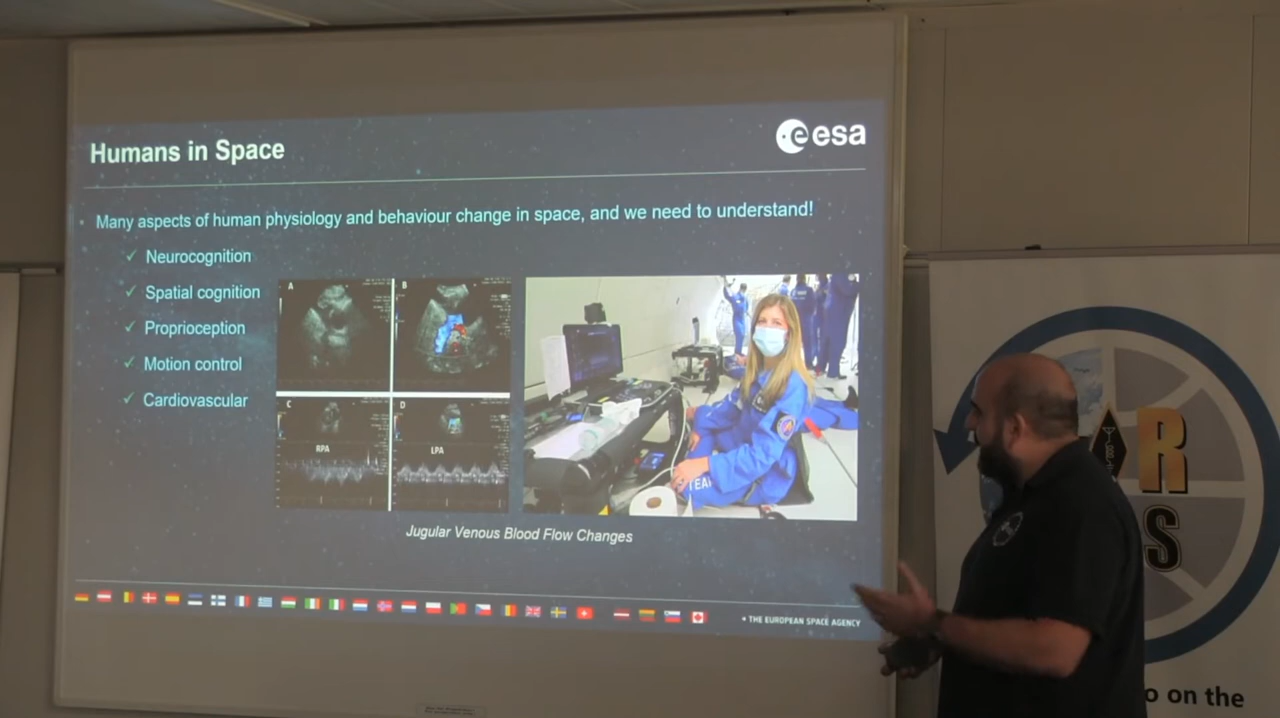 Humans in Space
esa
Many aspects of human physiology and behaviour change in space, and we need to understand!
✓ Neurocognition
✓ Spatial cognition
✓ Proprioception
✓ Motion control
✓ Cardiovascular
A
B
C
D
RPA
LPA
TEA
Jugular Venous Blood Flow Changes
THE EUROPEAN SPACE AGENCY
R
S
o on the